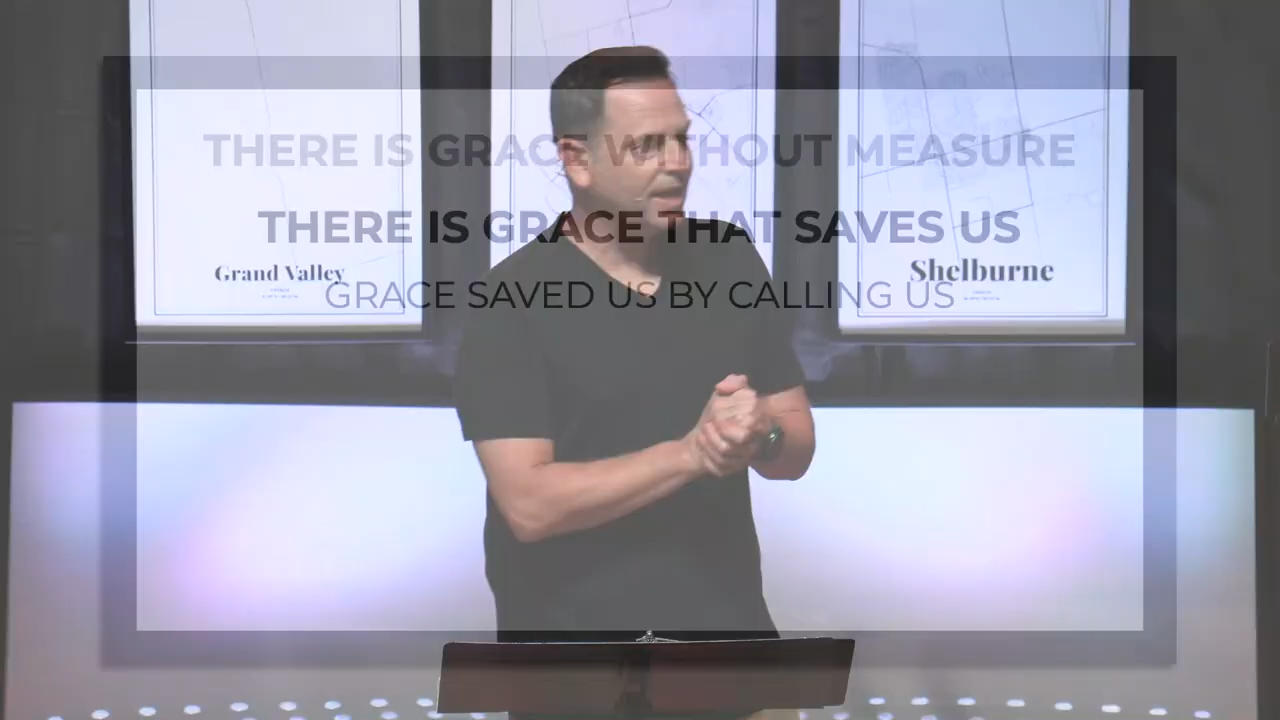 THERE IS GRACE WITHOUT MEASURE
THERE IS GRACE THAT SAVES US
Grand Valley
Shelburne
GRACE SAVED US BY CALLING US